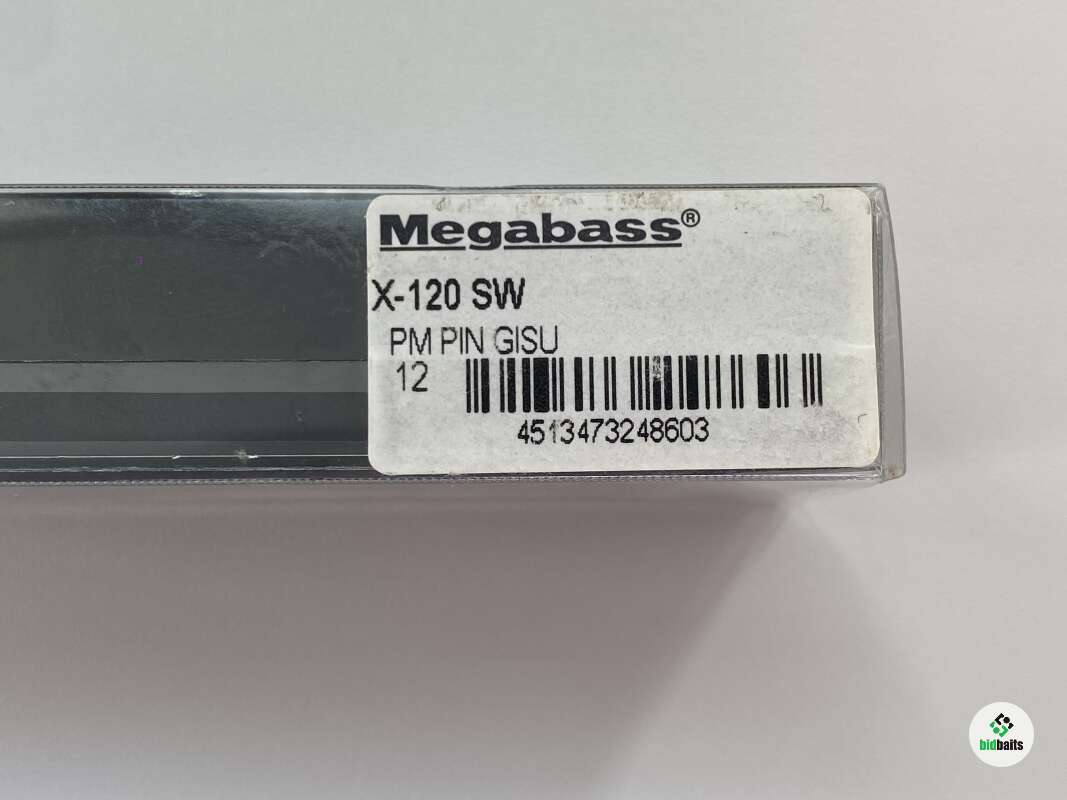 Megabass®
X-120 SW
PM PIN GISU
12
4513473248603
bidbaits